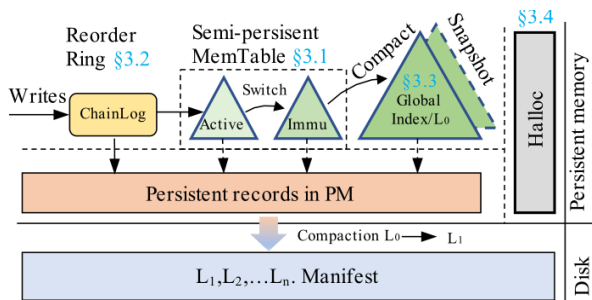 §3.4
Reorder
Ring §3.2
Semi-persisent
MemTable §3.1
Compact
Snapshot
Writes
ChainLog
Switch
Active
Immu
§3.3
Global
Index/L₀
Halloc
Persistent memory
Persistent records in PM
Compaction L₀ → L₁
L₁,L₂,…Lₙ. Manifest
Disk